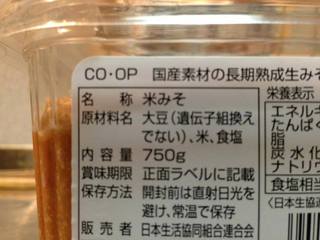 CO·OP 国産素材の長期熟成生みそ
名称 米みそ
原材料名 大豆(遺伝子組換え
でない)、米、食塩
内容量 750g
賞味期限 正面ラベルに記載
保存方法 開封前は直射日光を
避け、常温で保存
販売者 日本生活協同組合連合会
栄養表示
エネルギ
たんぱく
脂
炭水化
ナトリウ
食塩相当